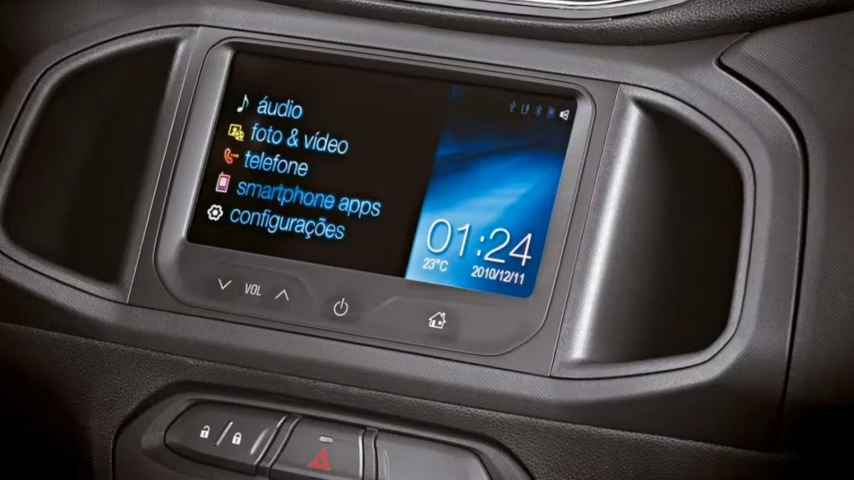 áudio
foto & vídeo
telefone
smartphone apps
configurações
01:24
23°C 2010/12/11
VOL